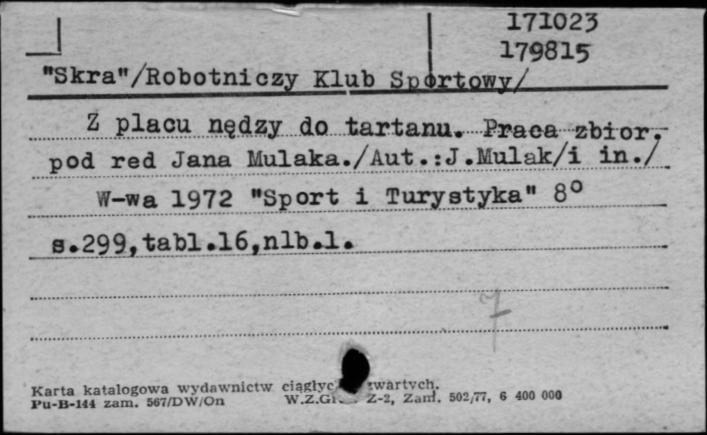 171023
179815
"Skra"/Robotniczy Klub Sportowy/
Z placu nędzy do tartanu. Praca zbior.
pod red Jana Mulaka./Aut.:J.Mulak/i in./
W-wa 1972 "Sport i Turystyka" 8°
s.299,tabl.16,nlb.1.
7
Karta katalogowa wydawnictw
Pu-B-144 zam. 567/DW/On W.Z.Gr. Z-2, Zam. 502/77, 6 400 000